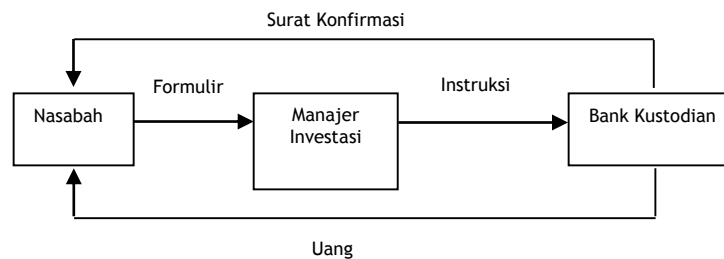 Surat Konfirmasi
Formulir
Instruksi
Nasabah
Manajer
Investasi
Bank Kustodian
Uang